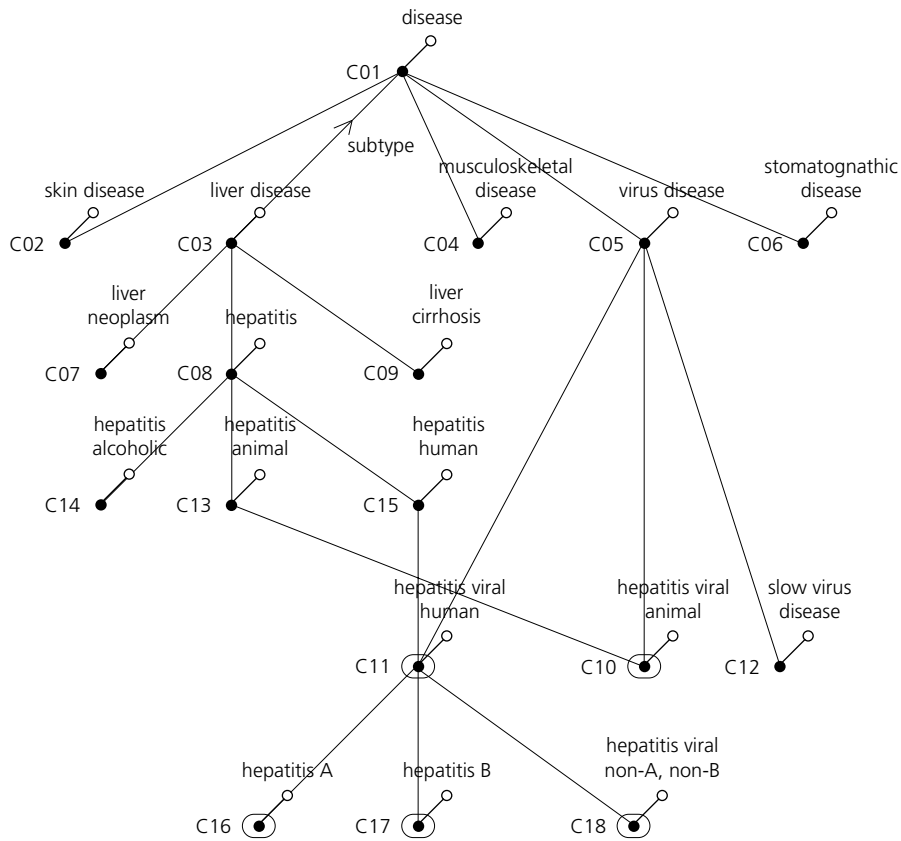 disease
C01
subtype
skin disease
liver disease
musculoskeletal
disease
virus disease
stomatognathic
disease
C02
C03
C04
C05
C06
liver
neoplasm
hepatitis
liver
cirrhosis
C07
C08
C09
hepatitis
alcoholic
hepatitis
animal
hepatitis
human
C14
C13
C15
hepatitis viral
human
hepatitis viral
animal
slow virus
disease
C11
C10
C12
hepatitis A
hepatitis B
hepatitis viral
non-A, non-B
C16
C17
C18